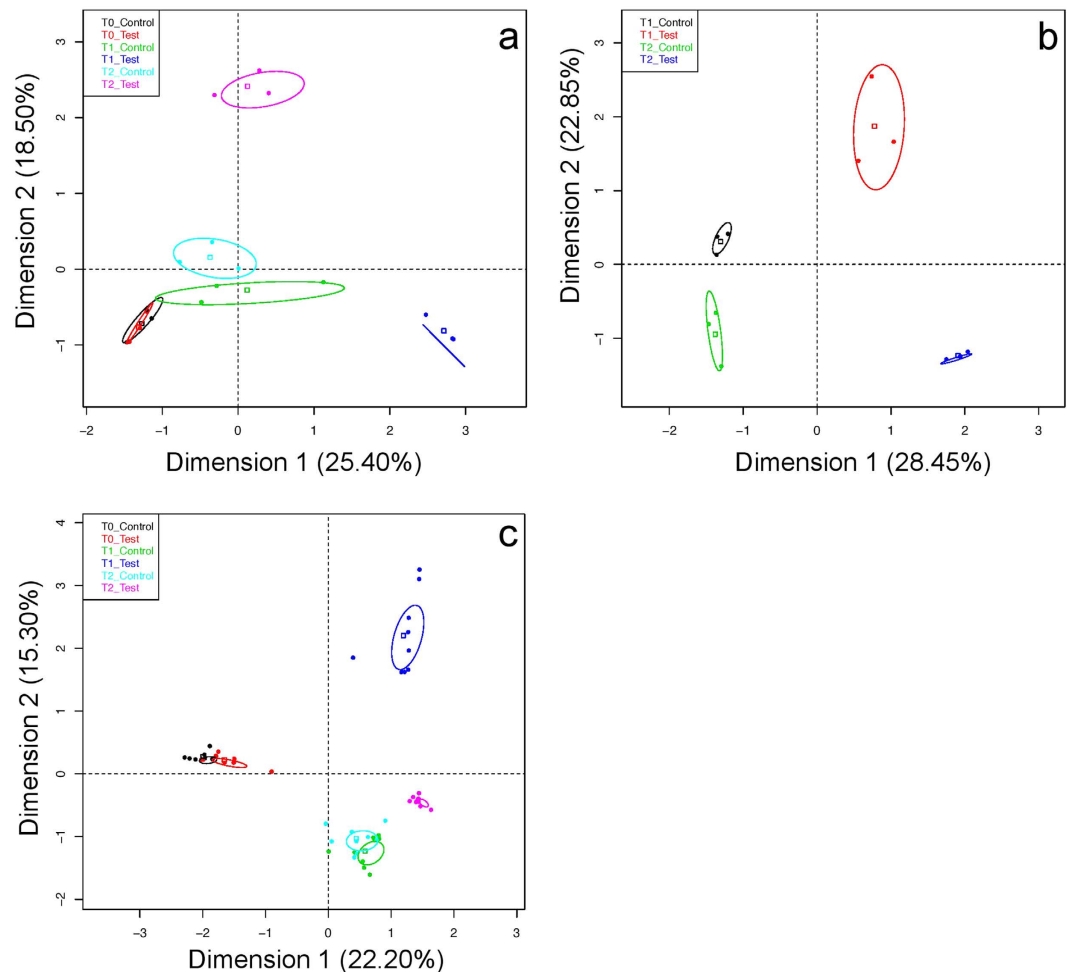 a
T0_Control
T0_Test
T1_Control
T1_Test
T2_Control
T2_Test
3
2
1
0
−1
Dimension 2 (18.50%)
−2 −1 0 1 2 3
Dimension 1 (25.40%)
b
T1_Control
T1_Test
T2_Control
T2_Test
3
2
1
0
−1
Dimension 2 (22.85%)
−2 −1 0 1 2 3
Dimension 1 (28.45%)
c
T0_Control
T0_Test
T1_Control
T1_Test
T2_Control
T2_Test
4
3
2
1
0
−1
−2
Dimension 2 (15.30%)
−3 −2 −1 0 1 2 3
Dimension 1 (22.20%)